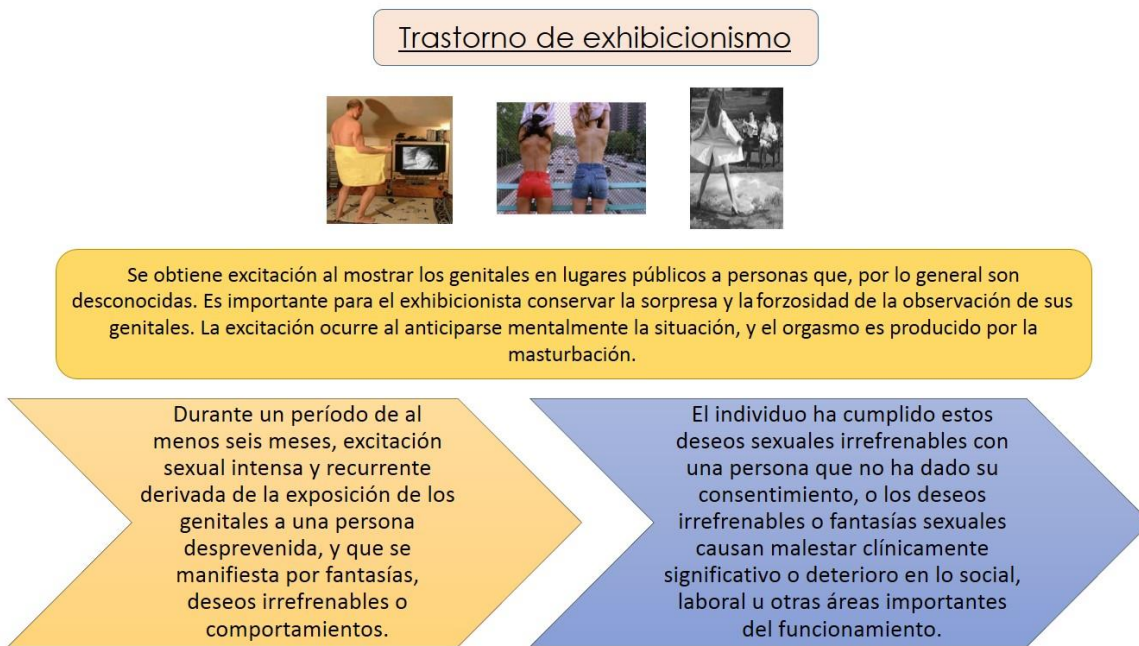 Trastorno de exhibicionismo
Se obtiene excitación al mostrar los genitales en lugares públicos a personas que, por lo general son
desconocidas. Es importante para el exhibicionista conservar la sorpresa y la forzosidad de la observación de sus
genitales. La excitación ocurre al anticiparse mentalmente la situación, y el orgasmo es producido por la
masturbación.
Durante un período de al
menos seis meses, excitación
sexual intensa y recurrente
derivada de la exposición de los
genitales a una persona
desprevenida, y que se
manifiesta por fantasías,
deseos irrefrenables o
comportamientos.
El individuo ha cumplido estos
deseos sexuales irrefrenables con
una persona que no ha dado su
consentimiento, o los deseos
irrefrenables o fantasías sexuales
causan malestar clínicamente
significativo o deterioro en lo social,
laboral u otras áreas importantes
del funcionamiento.